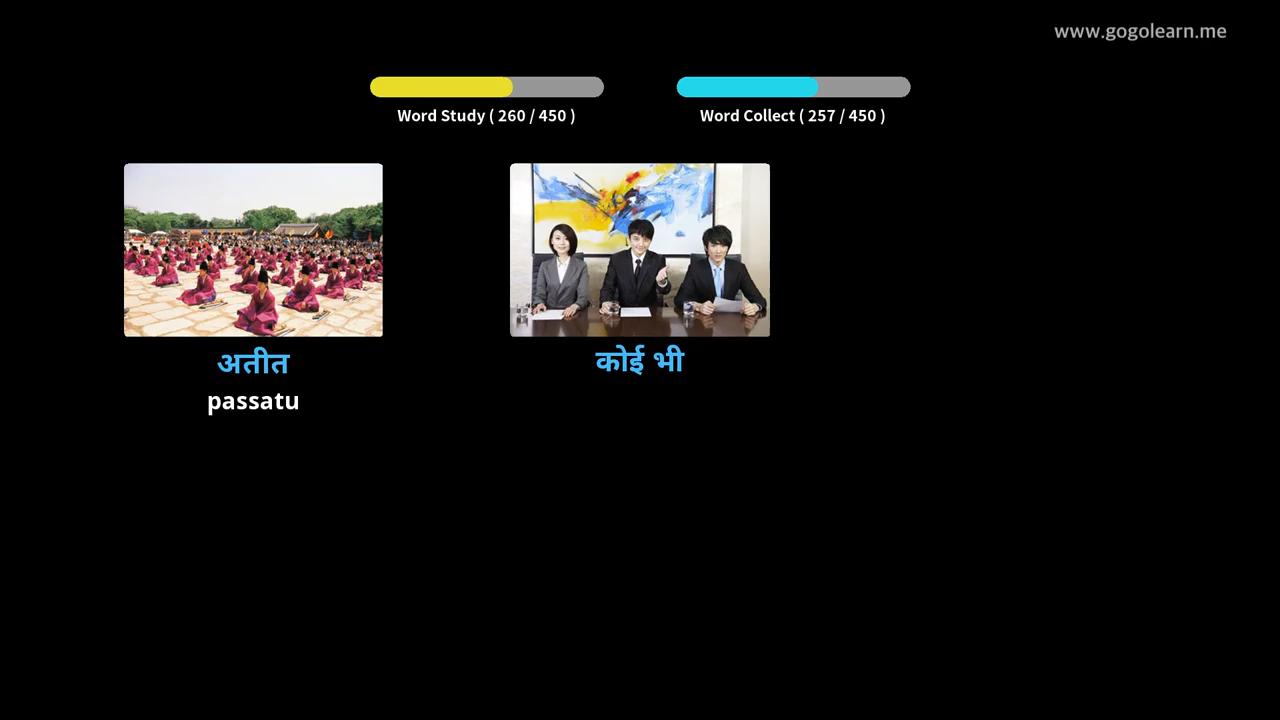 www.gogolearn.me
Word Study ( 260 / 450 )
Word Collect ( 257 / 450 )
अतीत
passatu
कोई भी